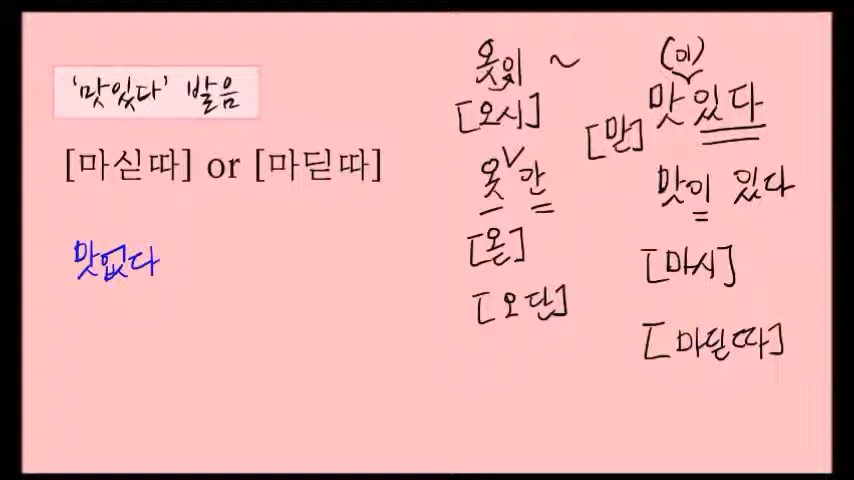 '맛있다' 발음
[마싣따] or [마딛따]
맛없다
옷이 ~
[오시]
옷∨안
[옫]
[오단]
(이)
[맏] 맛있다
맛이 있다
[마시]
[마딛따]